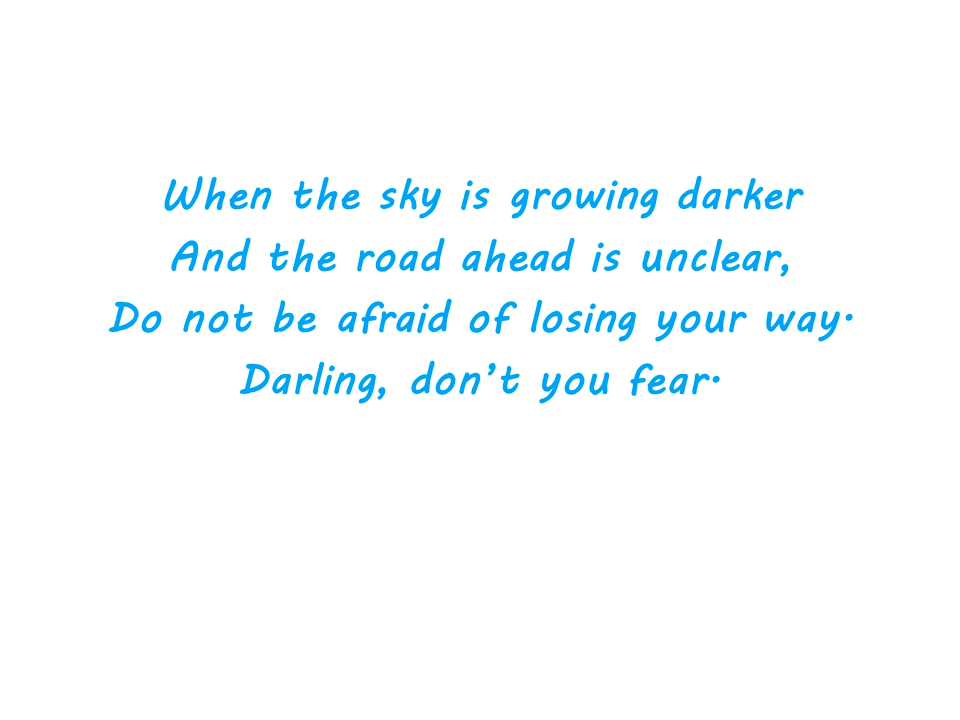 When the sky is growing darker
And the road ahead is unclear,
Do not be afraid of losing your way.
Darling, don’t you fear.